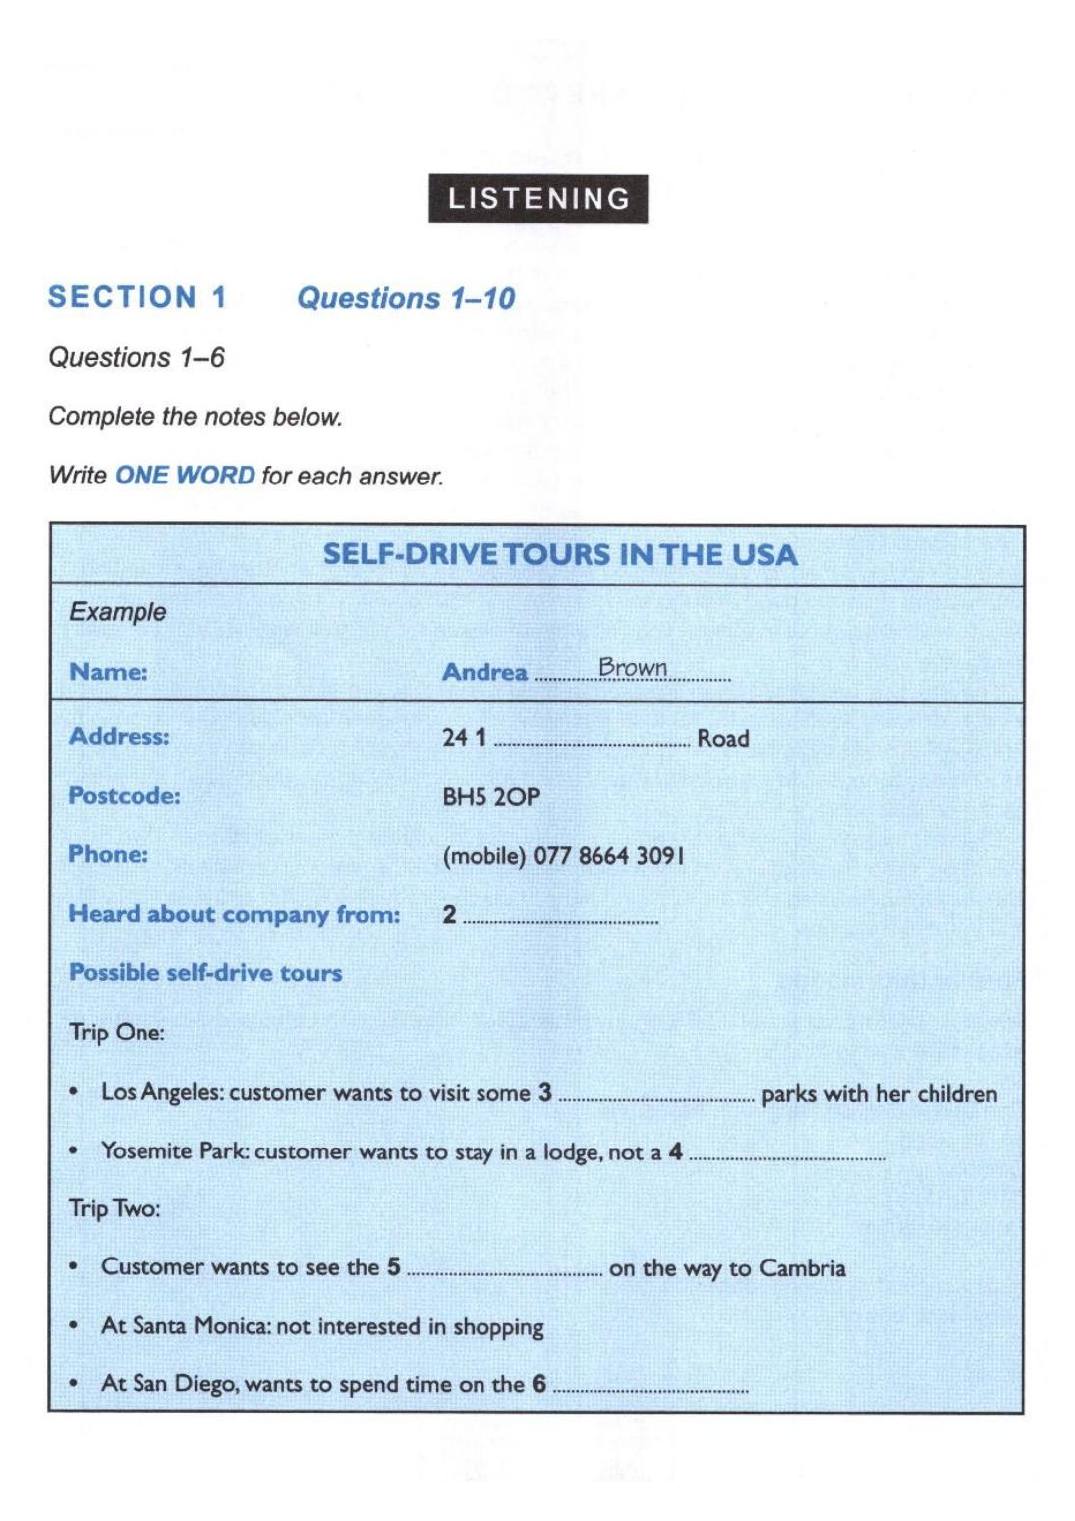 LISTENING
SECTION 1 Questions 1–10
Questions 1–6
Complete the notes below.
Write ONE WORD for each answer.
SELF-DRIVE TOURS IN THE USA
Example
Name: Andrea ........ Brown ........
Address: 24 1 ........................ Road
Postcode: BH5 2OP
Phone: (mobile) 077 8664 3091
Heard about company from: 2 ........................
Possible self-drive tours
Trip One:
• Los Angeles: customer wants to visit some 3 ........................ parks with her children
• Yosemite Park: customer wants to stay in a lodge, not a 4 ........................
Trip Two:
• Customer wants to see the 5 ........................ on the way to Cambria
• At Santa Monica: not interested in shopping
• At San Diego, wants to spend time on the 6 ........................